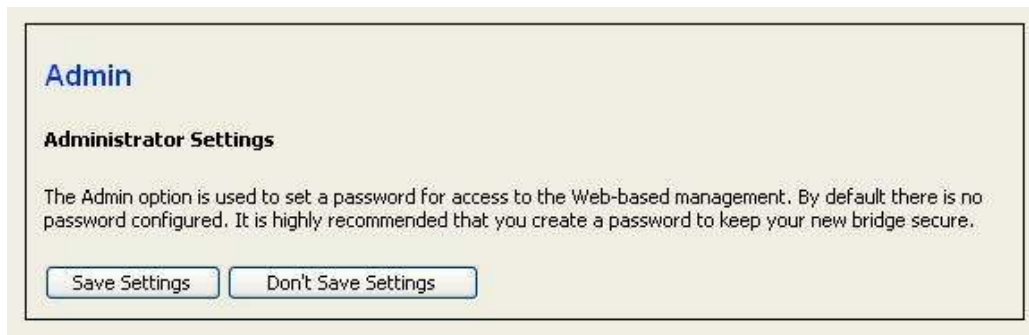 Admin
Administrator Settings
The Admin option is used to set a password for access to the Web-based management. By default there is no
password configured. It is highly recommended that you create a password to keep your new bridge secure.
Save Settings Don't Save Settings